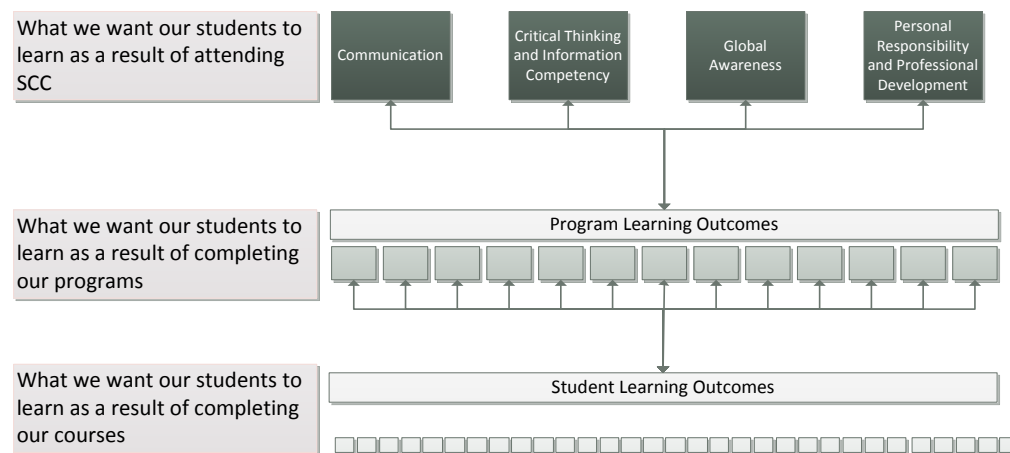 What we want our students to
learn as a result of attending
SCC
Communication
Critical Thinking
and Information
Competency
Global
Awareness
Personal
Responsibility
and Professional
Development
What we want our students to
learn as a result of completing
our programs
Program Learning Outcomes
What we want our students to
learn as a result of completing
our courses
Student Learning Outcomes